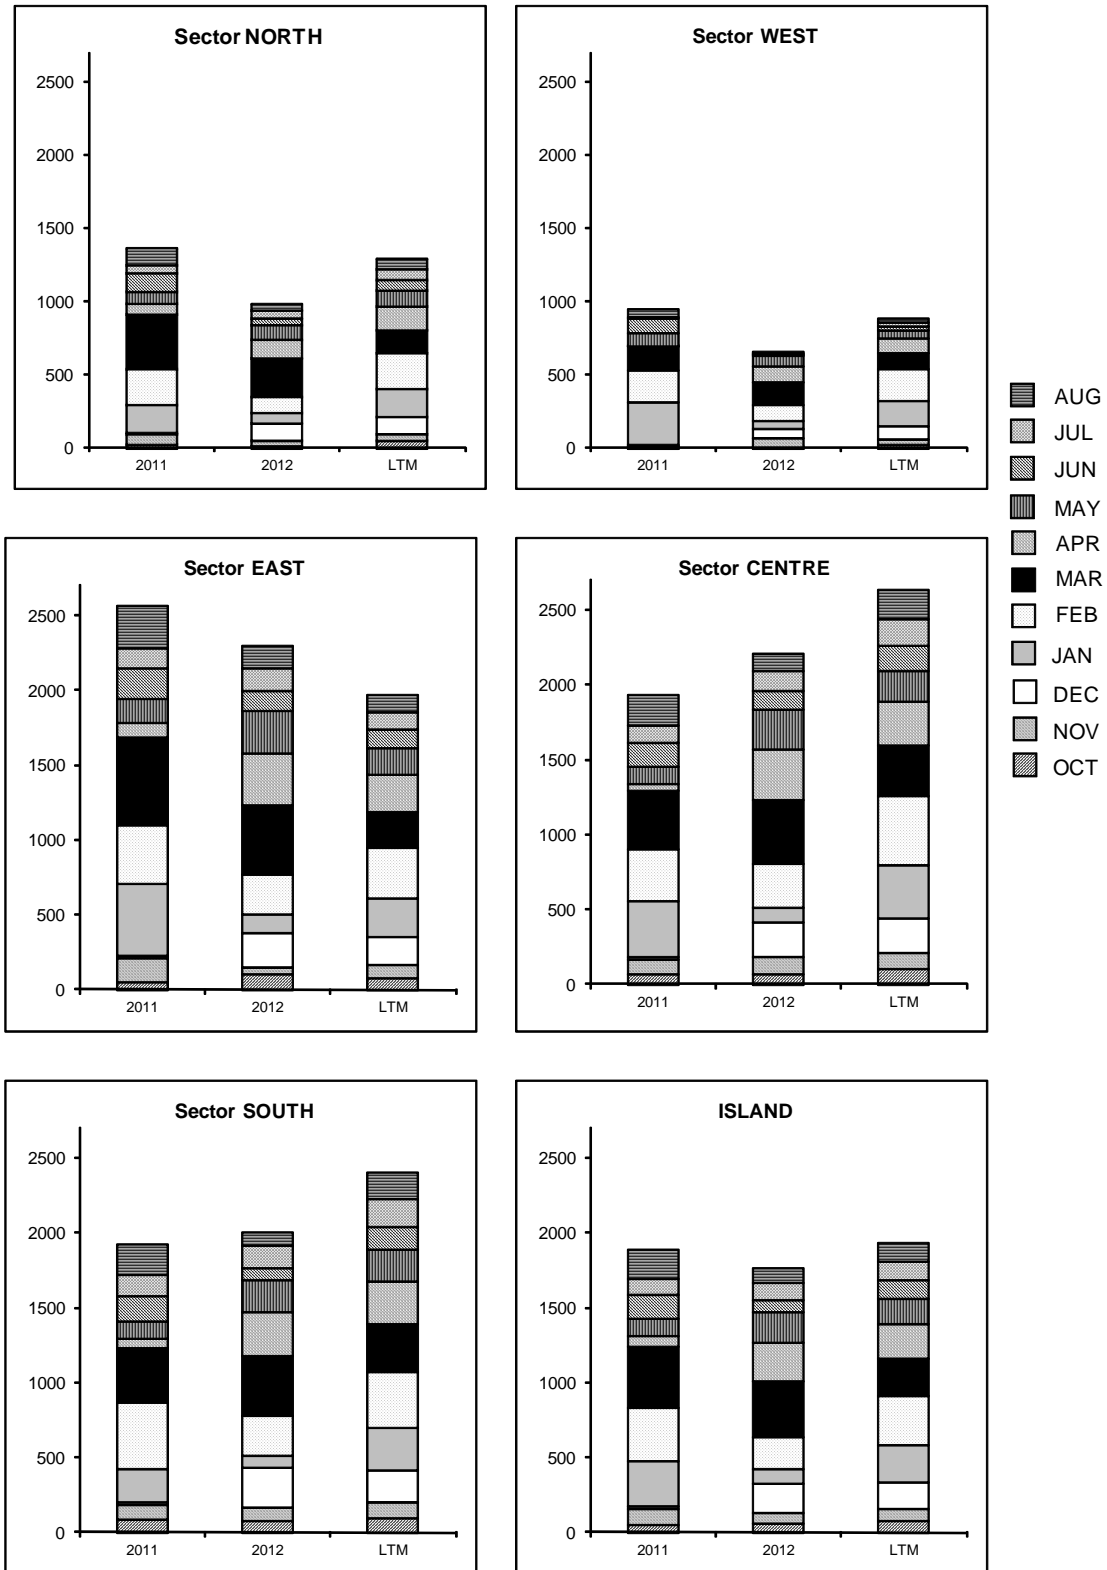 Sector NORTH
2500
2000
1500
1000
500
0
2011 2012 LTM
Sector WEST
2500
2000
1500
1000
500
0
2011 2012 LTM
AUG
JUL
JUN
MAY
APR
MAR
FEB
JAN
DEC
NOV
OCT
Sector EAST
2500
2000
1500
1000
500
0
2011 2012 LTM
Sector CENTRE
2500
2000
1500
1000
500
0
2011 2012 LTM
Sector SOUTH
2500
2000
1500
1000
500
0
2011 2012 LTM
ISLAND
2500
2000
1500
1000
500
0
2011 2012 LTM